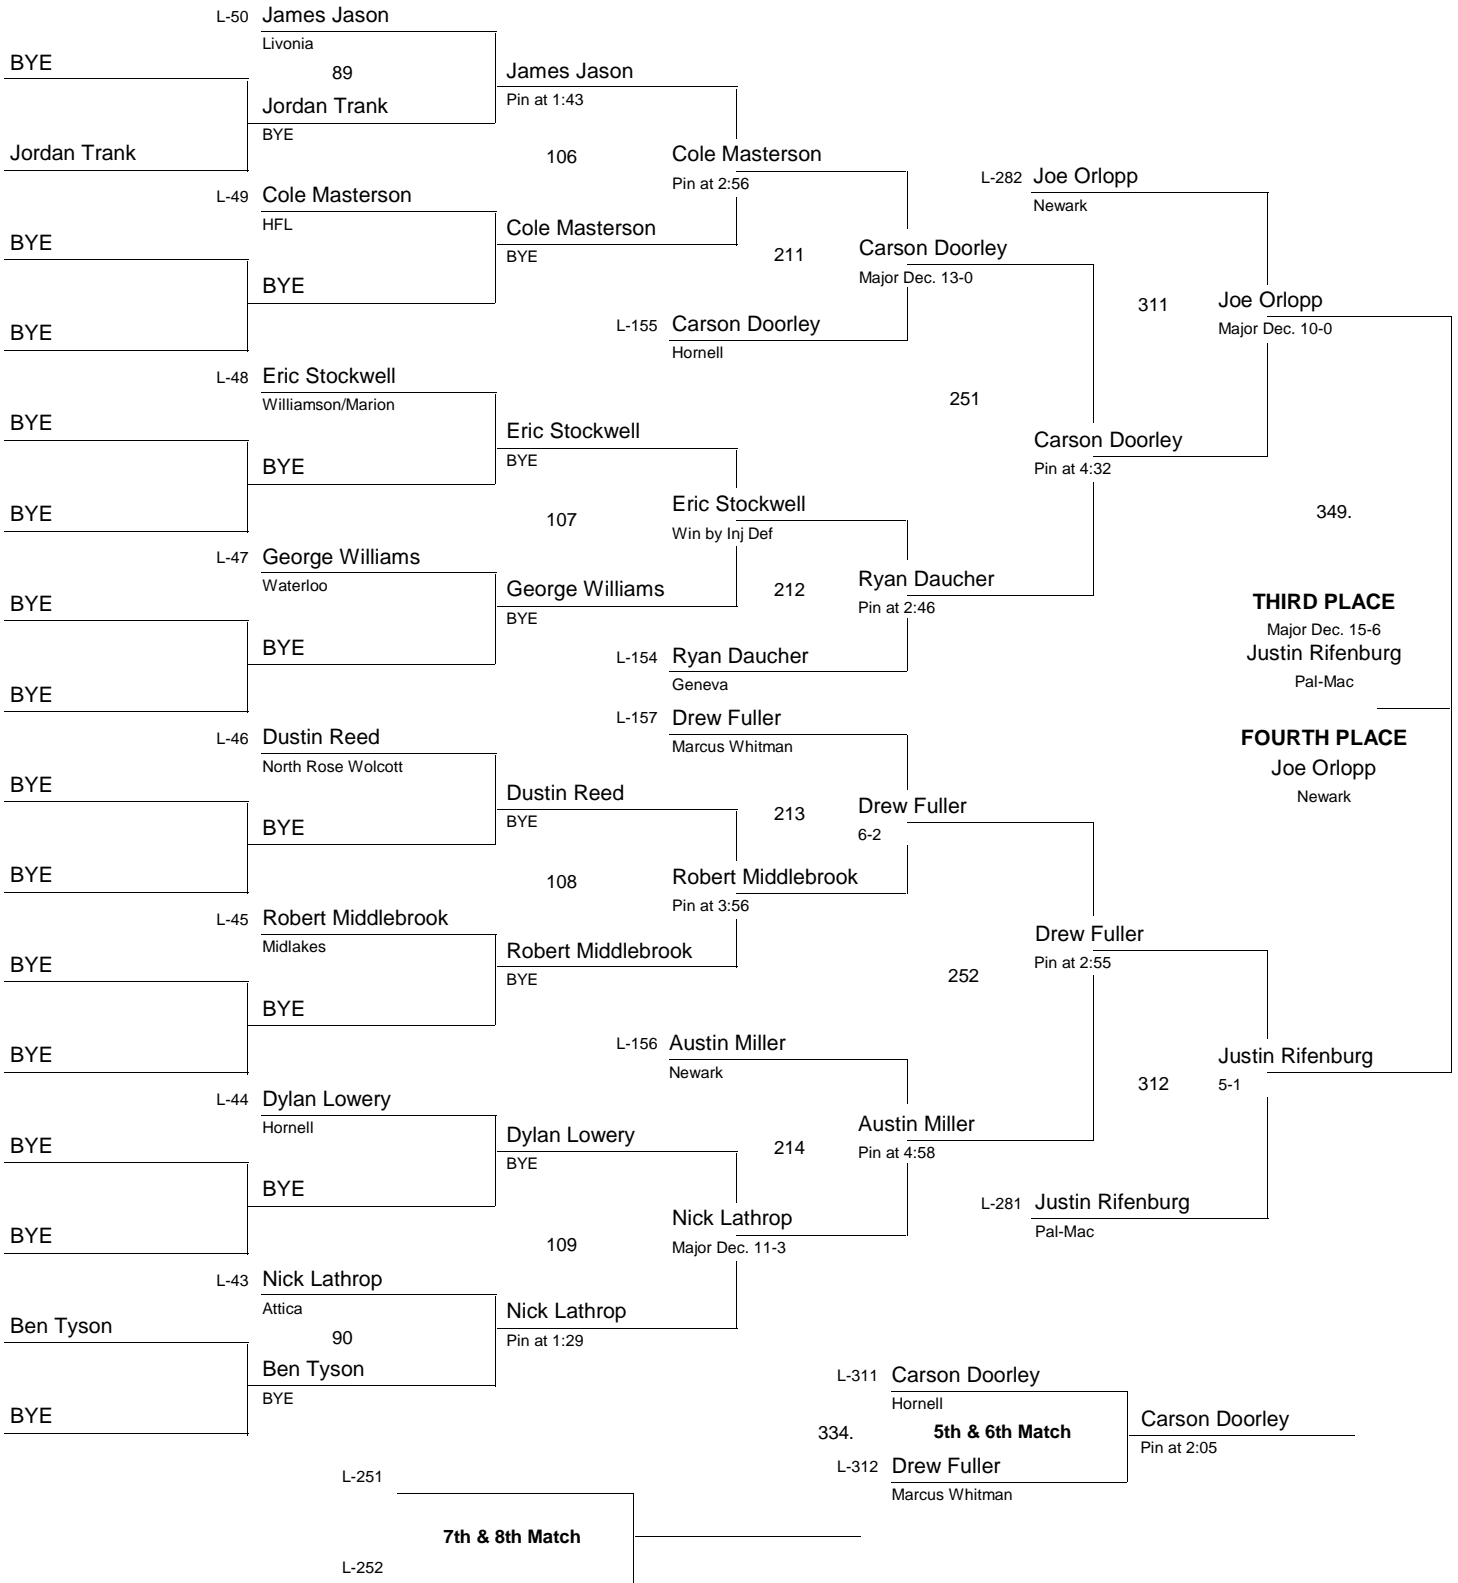 L-50 James Jason
Livonia
BYE
89
James Jason
Pin at 1:43
Jordan Trank
BYE
Jordan Trank
106
Cole Masterson
Pin at 2:56
L-282 Joe Orlopp
Newark
L-49 Cole Masterson
HFL
BYE
Cole Masterson
BYE
211
Carson Doorley
Major Dec. 13-0
BYE
311
Joe Orlopp
Major Dec. 10-0
BYE
L-155 Carson Doorley
Hornell
L-48 Eric Stockwell
Williamson/Marion
251
BYE
Eric Stockwell
BYE
Carson Doorley
Pin at 4:32
BYE
Eric Stockwell
Win by Inj Def
BYE
107
349.
L-47 George Williams
Waterloo
George Williams
BYE
212
Ryan Daucher
Pin at 2:46
BYE
THIRD PLACE
Major Dec. 15-6
Justin Rifenburg
Pal-Mac
BYE
L-154 Ryan Daucher
Geneva
BYE
L-157 Drew Fuller
Marcus Whitman
L-46 Dustin Reed
North Rose Wolcott
FOURTH PLACE
Joe Orlopp
Newark
BYE
Dustin Reed
BYE
213
Drew Fuller
6-2
BYE
BYE
108
Robert Middlebrook
Pin at 3:56
L-45 Robert Middlebrook
Midlakes
Drew Fuller
Pin at 2:55
BYE
Robert Middlebrook
BYE
252
BYE
L-156 Austin Miller
Newark
BYE
Justin Rifenburg
5-1
312
L-44 Dylan Lowery
Hornell
BYE
Dylan Lowery
BYE
214
Austin Miller
Pin at 4:58
BYE
L-281 Justin Rifenburg
Pal-Mac
BYE
109
Nick Lathrop
Major Dec. 11-3
L-43 Nick Lathrop
Attica
Ben Tyson
90
Nick Lathrop
Pin at 1:29
Ben Tyson
BYE
BYE
L-311 Carson Doorley
Hornell
334. 5th & 6th Match
Carson Doorley
Pin at 2:05
L-312 Drew Fuller
Marcus Whitman
L-251
7th & 8th Match
L-252